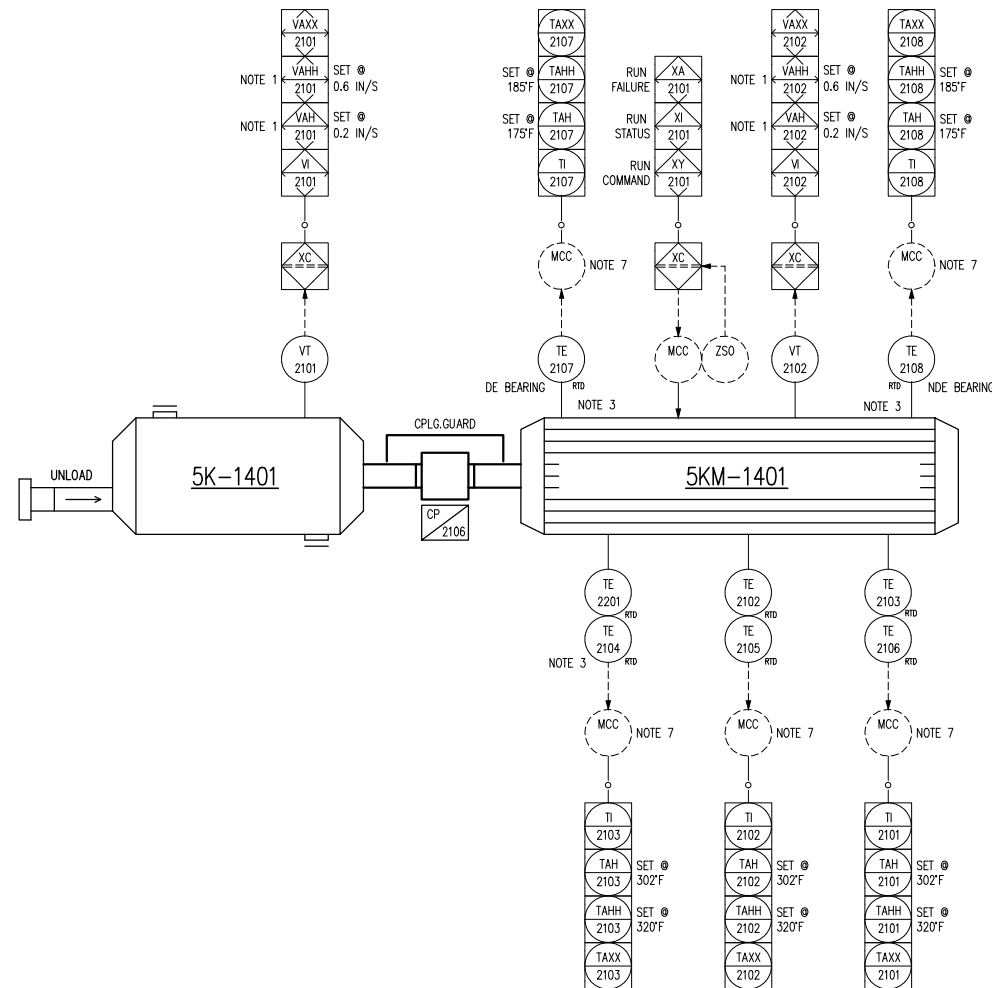 VAXX
2101
NOTE 1
VAHH
2101
SET @
0.6 IN/S
NOTE 1
VAH
2101
SET @
0.2 IN/S
VI
2101
XC
VT
2101
TAXX
2107
SET @
185°F
TAHH
2107
SET @
175°F
TAH
2107
TI
2107
MCC
NOTE 7
TE
2107
RTD
DE BEARING
NOTE 3
RUN
FAILURE
XA
2101
RUN
STATUS
XI
2101
RUN
COMMAND
XY
2101
XC
MCC
ZSO
VAXX
2102
NOTE 1
VAHH
2102
SET @
0.6 IN/S
NOTE 1
VAH
2102
SET @
0.2 IN/S
VI
2102
XC
VT
2102
TAXX
2108
TAHH
2108
SET @
185°F
TAH
2108
SET @
175°F
TI
2108
MCC
NOTE 7
TE
2108
RTD
NDE BEARING
NOTE 3
UNLOAD
5K-1401
CPLG.GUARD
CP
2106
5KM-1401
TE
2201
RTD
TE
2104
RTD
NOTE 3
MCC
NOTE 7
TI
2103
TAH
2103
SET @
302°F
TAHH
2103
SET @
320°F
TAXX
2103
TE
2102
RTD
TE
2105
RTD
MCC
NOTE 7
TI
2102
TAH
2102
SET @
302°F
TAHH
2102
SET @
320°F
TAXX
2102
TE
2103
RTD
TE
2106
RTD
MCC
NOTE 7
TI
2101
TAH
2101
SET @
302°F
TAHH
2101
SET @
320°F
TAXX
2101